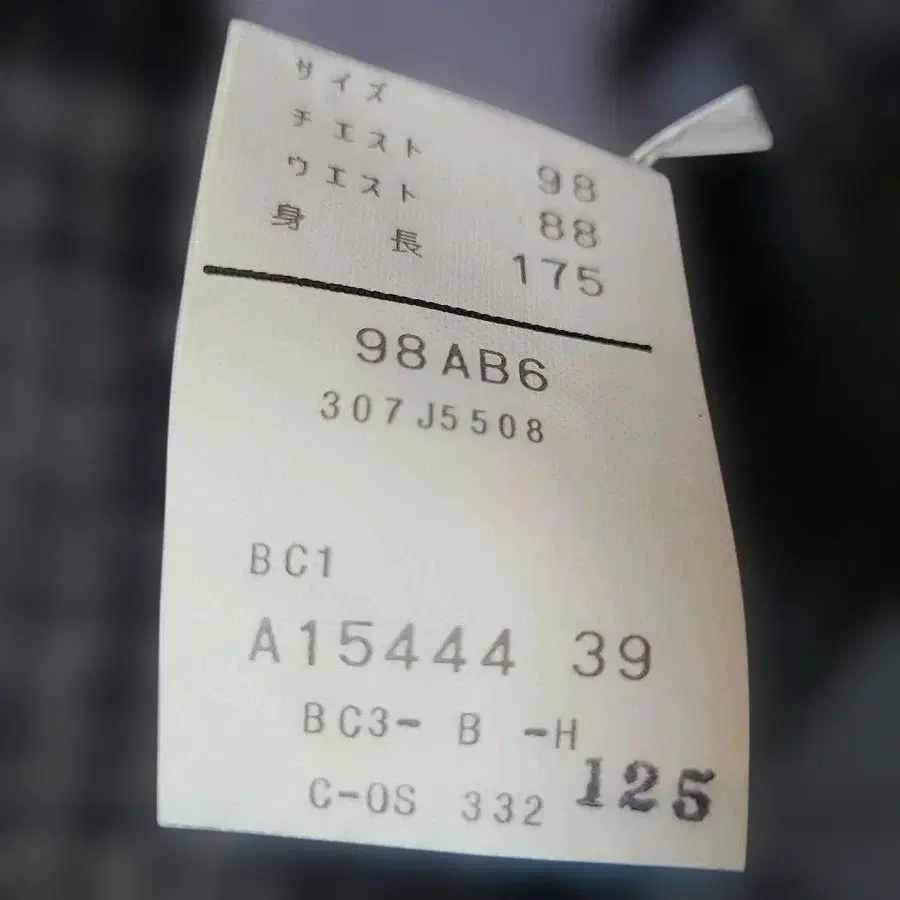 サイズ
チエスト 98
ウエスト 88
身長 175
98AB6
307J5508
BC1
A15444 39
BC3- B -H
C-OS 332 125